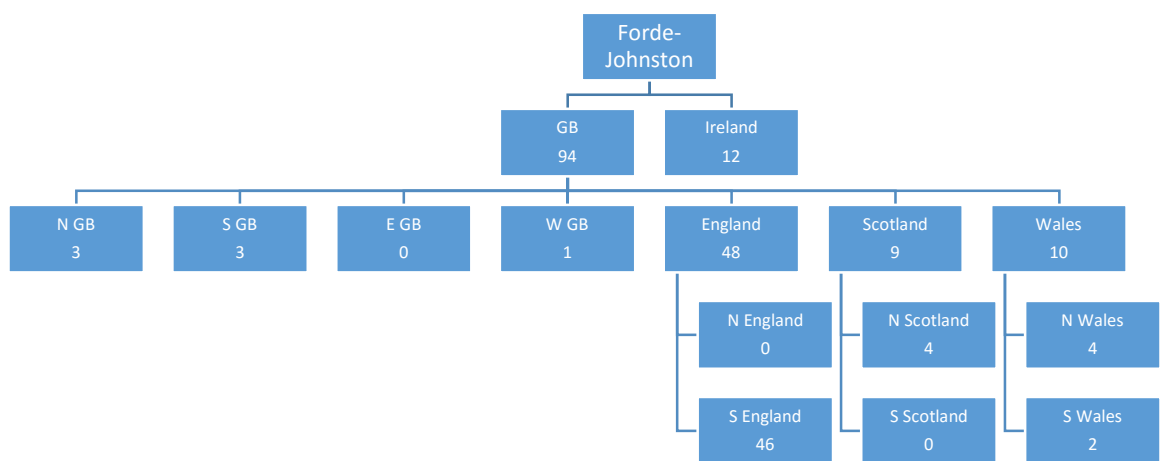 Forde-
Johnston
GB
94
Ireland
12
N GB
3
S GB
3
E GB
0
W GB
1
England
48
Scotland
9
Wales
10
N England
0
N Scotland
4
N Wales
4
S England
46
S Scotland
0
S Wales
2